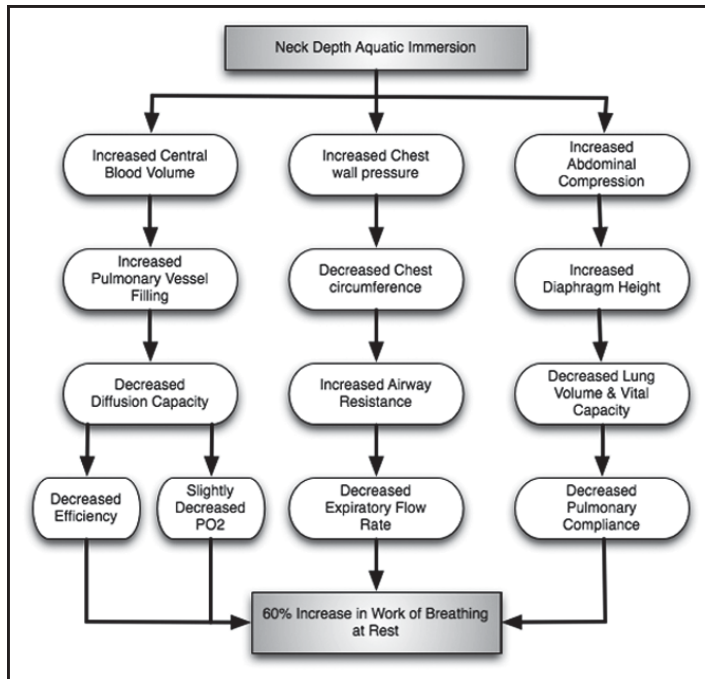 Neck Depth Aquatic Immersion
Increased Central
Blood Volume
Increased Chest
wall pressure
Increased
Abdominal
Compression
Increased
Pulmonary Vessel
Filling
Decreased Chest
circumference
Increased
Diaphragm Height
Decreased
Diffusion Capacity
Increased Airway
Resistance
Decreased Lung
Volume & Vital
Capacity
Decreased
Efficiency
Slightly
Decreased
PO2
Decreased
Expiratory Flow
Rate
Decreased
Pulmonary
Compliance
60% Increase in Work of Breathing
at Rest